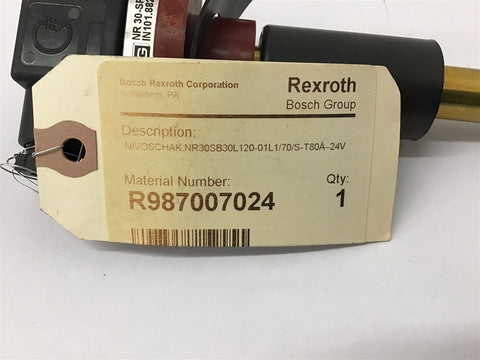 NR 30-SB
IN101.882
Bosch Rexroth Corporation
Bethlehem, PA
Rexroth
Bosch Group
Description:
NIVOSCHAK.NR30SB30L120-01L1/70/S-T80A-24V
Material Number:
Qty:
R987007024
1